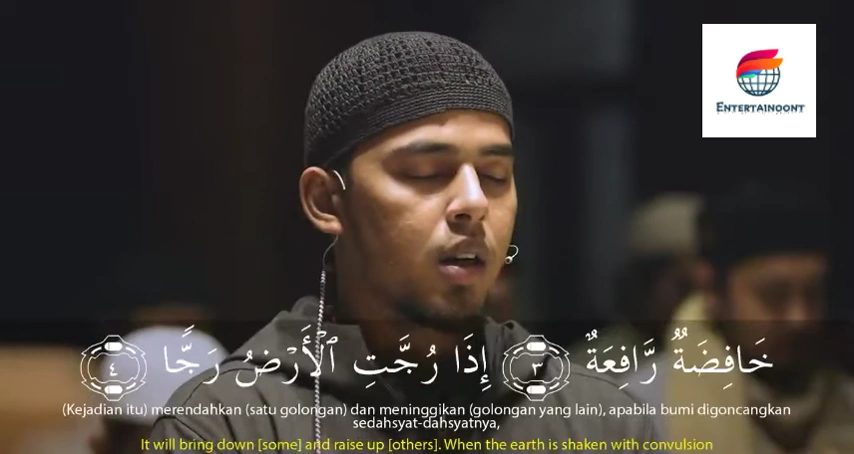 ENTERTAINOONT
خَافِضَةٌ رَّافِعَةٌ ٣ إِذَا رُجَّتِ ٱلْأَرْضُ رَجًّا ٤
(Kejadian itu) merendahkan (satu golongan) dan meninggikan (golongan yang lain), apabila bumi digoncangkan
sedahsyat-dahsyatnya,
It will bring down [some] and raise up [others]. When the earth is shaken with convulsion